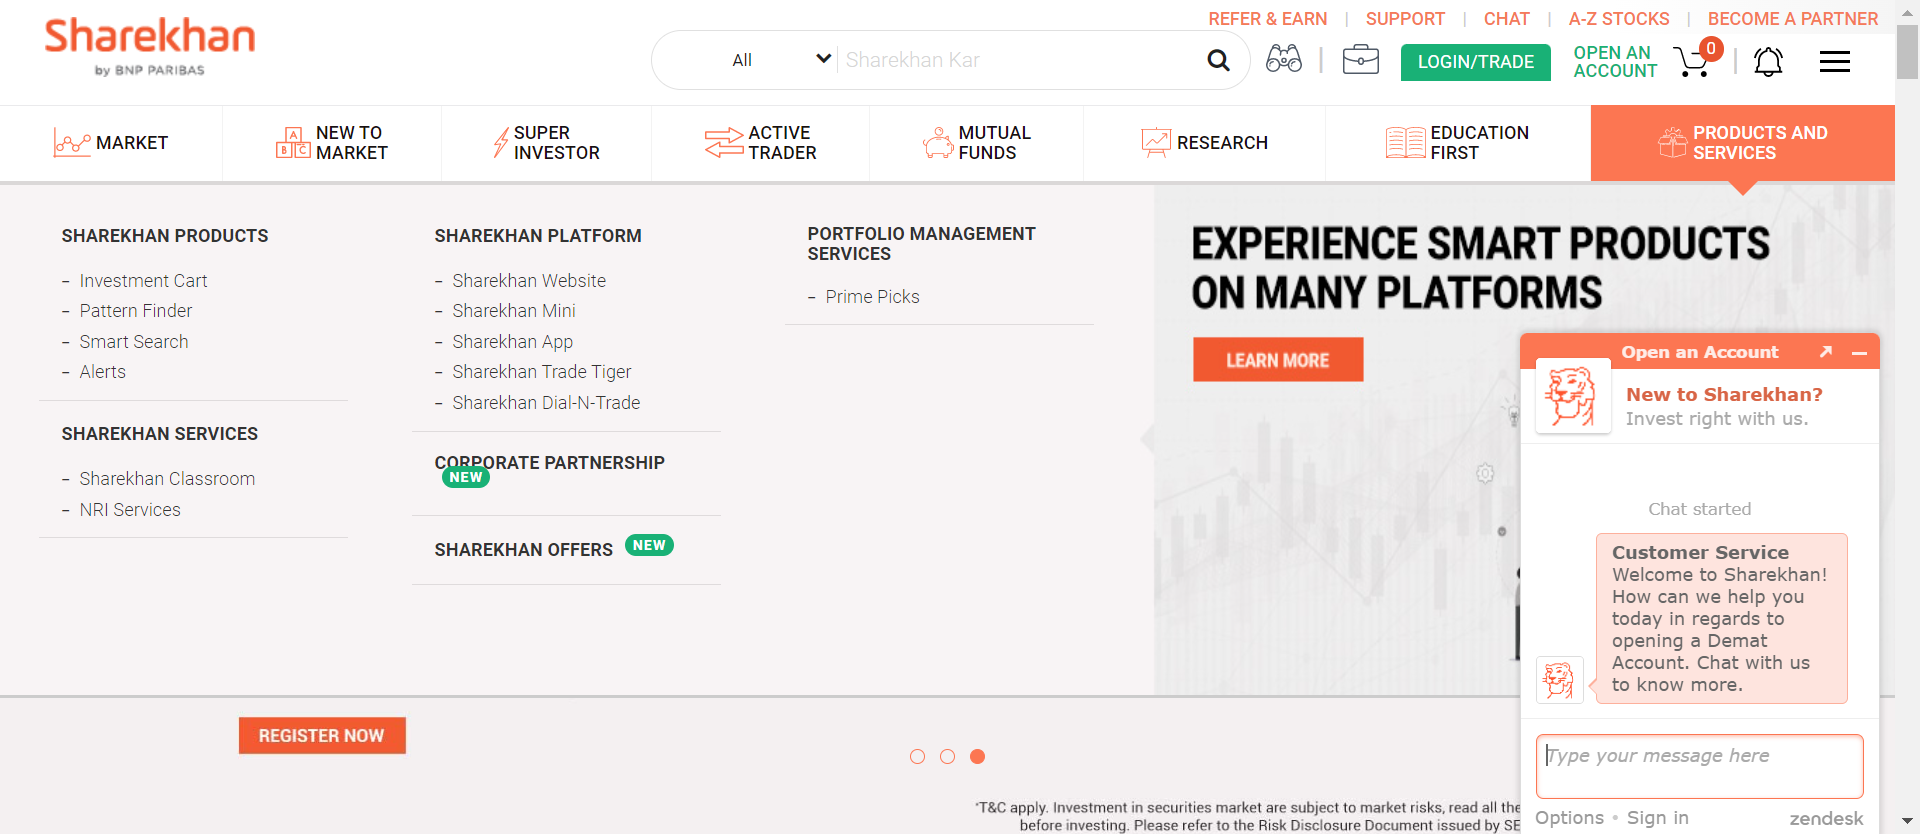 Sharekhan
by BNP PARIBAS
REFER & EARN | SUPPORT | CHAT | A-Z STOCKS | BECOME A PARTNER
All
Sharekhan Kar
LOGIN/TRADE
OPEN AN
ACCOUNT
0
MARKET
NEW TO
MARKET
SUPER
INVESTOR
ACTIVE
TRADER
MUTUAL
FUNDS
RESEARCH
EDUCATION
FIRST
PRODUCTS AND
SERVICES
SHAREKHAN PRODUCTS
- Investment Cart
- Pattern Finder
- Smart Search
- Alerts
SHAREKHAN SERVICES
- Sharekhan Classroom
- NRI Services
SHAREKHAN PLATFORM
- Sharekhan Website
- Sharekhan Mini
- Sharekhan App
- Sharekhan Trade Tiger
- Sharekhan Dial-N-Trade
CORPORATE PARTNERSHIP
NEW
SHAREKHAN OFFERS NEW
PORTFOLIO MANAGEMENT
SERVICES
- Prime Picks
EXPERIENCE SMART PRODUCTS
ON MANY PLATFORMS
LEARN MORE
REGISTER NOW
*T&C apply. Investment in securities market are subject to market risks, read all the
before investing. Please refer to the Risk Disclosure Document issued by SE
Open an Account
New to Sharekhan?
Invest right with us.
Chat started
Customer Service
Welcome to Sharekhan!
How can we help you
today in regards to
opening a Demat
Account. Chat with us
to know more.
Type your message here
Options • Sign in
zendesk